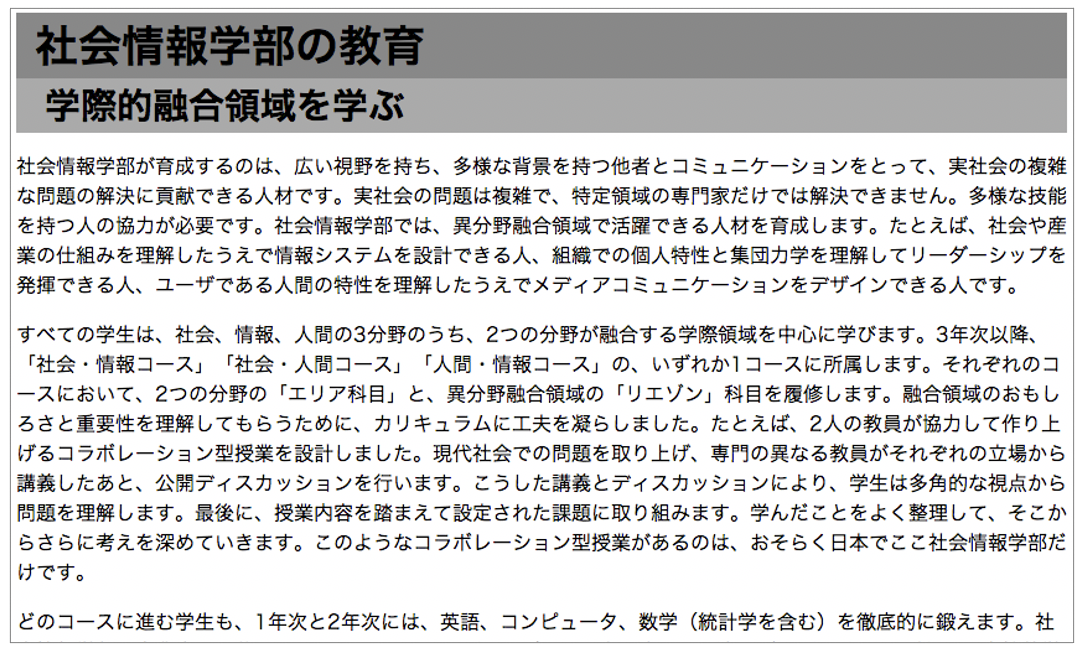 社会情報学部の教育
学際的融合領域を学ぶ
社会情報学部が育成するのは、広い視野を持ち、多様な背景を持つ他者とコミュニケーションをとって、実社会の複雑
な問題の解決に貢献できる人材です。実社会の問題は複雑で、特定領域の専門家だけでは解決できません。多様な技能
を持つ人の協力が必要です。社会情報学部では、異分野融合領域で活躍できる人材を育成します。たとえば、社会や産
業の仕組みを理解したうえで情報システムを設計できる人、組織での個人特性と集団力学を理解してリーダーシップを
発揮できる人、ユーザである人間の特性を理解したうえでメディアコミュニケーションをデザインできる人です。
すべての学生は、社会、情報、人間の3分野のうち、2つの分野が融合する学際領域を中心に学びます。3年次以降、
「社会・情報コース」「社会・人間コース」「人間・情報コース」の、いずれか1コースに所属します。それぞれのコ
ースにおいて、2つの分野の「エリア科目」と、異分野融合領域の「リエゾン」科目を履修します。融合領域のおもし
ろさと重要性を理解してもらうために、カリキュラムに工夫を凝らしました。たとえば、2人の教員が協力して作り上
げるコラボレーション型授業を設計しました。現代社会での問題を取り上げ、専門の異なる教員がそれぞれの立場から
講義したあと、公開ディスカッションを行います。こうした講義とディスカッションにより、学生は多角的な視点から
問題を理解します。最後に、授業内容を踏まえて設定された課題に取り組みます。学んだことをよく整理して、そこか
らさらに考えを深めていきます。このようなコラボレーション型授業があるのは、おそらく日本でここ社会情報学部だ
けです。
どのコースに進む学生も、1年次と2年次には、英語、コンピュータ、数学（統計学を含む）を徹底的に鍛えます。社